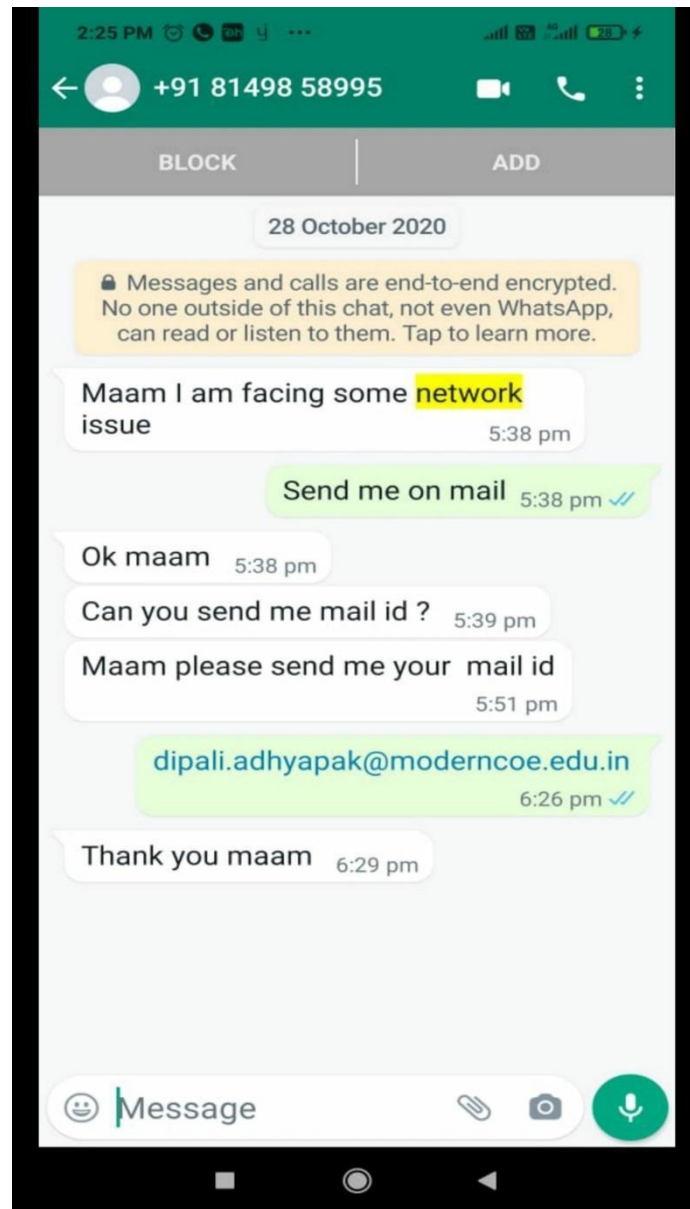 2:25 PM
28
+91 81498 58995
BLOCK
ADD
28 October 2020
Messages and calls are end-to-end encrypted.
No one outside of this chat, not even WhatsApp,
can read or listen to them. Tap to learn more.
Maam I am facing some network
issue
5:38 pm
Send me on mail 5:38 pm
Ok maam 5:38 pm
Can you send me mail id ? 5:39 pm
Maam please send me your mail id
5:51 pm
dipali.adhyapak@moderncoe.edu.in
6:26 pm
Thank you maam 6:29 pm
Message